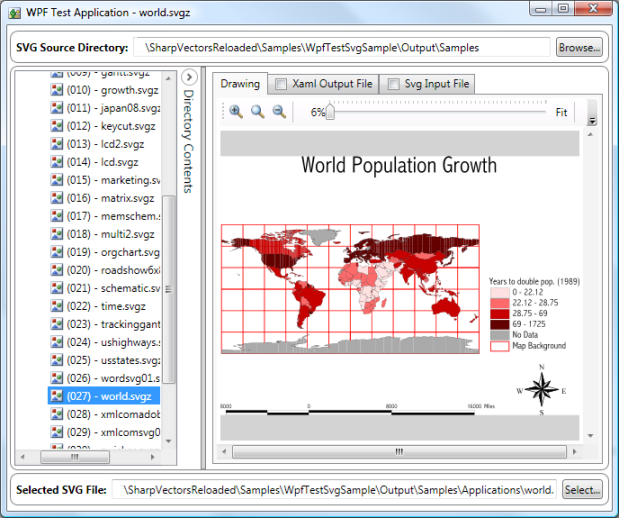 WPF Test Application - world.svgz
SVG Source Directory: \SharpVectorsReloaded\Samples\WpfTestSvgSample\Output\Samples Browse...
(009) - gantt.svgz
(010) - growth.svgz
(011) - japan08.svgz
(012) - keycut.svgz
(013) - lcd2.svgz
(014) - lcd.svgz
(015) - marketing.sv
(016) - matrix.svgz
(017) - memschem.s
(018) - multi2.svgz
(019) - orgchart.svgz
(020) - roadshow6x
(021) - schematic.sv
(022) - time.svgz
(023) - trackinggant
(024) - ushighways.s
(025) - usstates.svgz
(026) - wordsvg01.s
(027) - world.svgz
(028) - xmlcomadob
(029) - xmlcomsvg0
Directory Contents
Drawing Xaml Output File Svg Input File
6% Fit
World Population Growth
Years to double pop. (1989)
0 - 22.12
22.12 - 28.75
28.75 - 69
69 - 1725
No Data
Map Background
N
W E
S
8000 0 8000 16000 Miles
Selected SVG File: \SharpVectorsReloaded\Samples\WpfTestSvgSample\Output\Samples\Applications\world. Select...